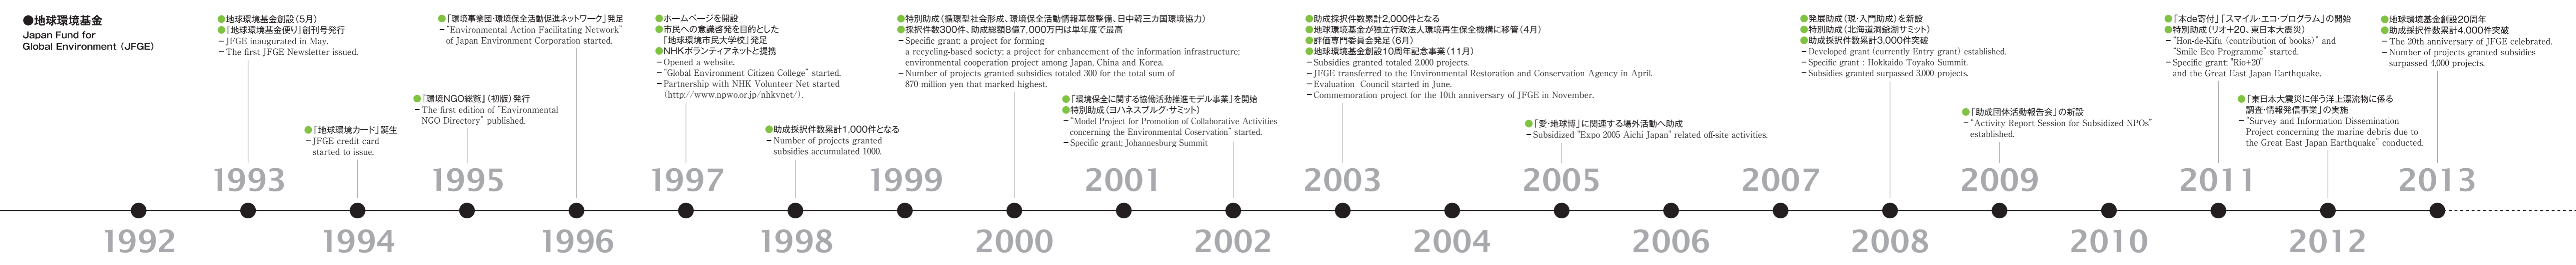 ●地球環境基金
Japan Fund for
Global Environment (JFGE)
●地球環境基金創設（5月）
●「地球環境基金便り」創刊号発行
－JFGE inaugurated in May.
－The first JFGE Newsletter issued.
●「地球環境カード」誕生
－JFGE credit card
started to issue.
●「環境NGO総覧」（初版）発行
－The first edition of "Environmental
NGO Directory" published.
●「環境事業団・環境保全活動促進ネットワーク」発足
－"Environmental Action Facilitating Network"
of Japan Environment Corporation started.
●ホームページを開設
●市民への意識啓発を目的とした
「地球環境市民大学校」発足
●NHKボランティアネットと提携
－Opened a website.
－"Global Environment Citizen College" started.
－Partnership with NHK Volunteer Net started
（http://www.npwo.or.jp/nhkvnet/）.
●助成採択件数累計1,000件となる
－Number of projects granted
subsidies accumulated 1000.
●特別助成（循環型社会形成、環境保全活動情報基盤整備、日中韓三カ国環境協力）
●採択件数300件、助成総額8億7,000万円は単年度で最高
－Specific grant; a project for forming
a recycling-based society; a project for enhancement of the information infrastructure;
environmental cooperation project among Japan, China and Korea.
－Number of projects granted subsidies totaled 300 for the total sum of
870 million yen that marked highest.
●「環境保全に関する協働活動推進モデル事業」を開始
●特別助成（ヨハネスブルグ・サミット）
－"Model Project for Promotion of Collaborative Activities
concerning the Environmental Coservation" started.
－Specific grant; Johannesburg Summit
●助成採択件数累計2,000件となる
●地球環境基金が独立行政法人環境再生保全機構に移管（4月）
●評価専門委員会発足（6月）
●地球環境基金創設10周年記念事業（11月）
－Subsidies granted totaled 2,000 projects.
－JFGE transferred to the Environmental Restoration and Conservation Agency in April.
－Evaluation Council started in June.
－Commemoration project for the 10th anniversary of JFGE in November.
●「愛・地球博」に関連する場外活動へ助成
－Subsidized "Expo 2005 Aichi Japan" related off-site activities.
●発展助成（現・入門助成）を新設
●特別助成（北海道洞爺湖サミット）
●助成採択件数累計3,000件突破
－Developed grant (currently Entry grant) established.
－Specific grant : Hokkaido Toyako Summit.
－Subsidies granted surpassed 3,000 projects.
●「助成団体活動報告会」の新設
－"Activity Report Session for Subsidized NPOs"
established.
●「本de寄付」「スマイル・エコ・プログラム」の開始
●特別助成（リオ＋20、東日本大震災）
－"Hon-de-Kifu (contribution of books)" and
"Smile Eco Programme" started.
－Specific grant; "Rio+20"
and the Great East Japan Earthquake.
●「東日本大震災に伴う洋上漂流物に係る
調査・情報発信事業」の実施
－"Survey and Information Dissemination
Project concerning the marine debris due to
the Great East Japan Earthquake" conducted.
●地球環境基金創設20周年
●助成採択件数累計4,000件突破
－The 20th anniversary of JFGE celebrated.
－Number of projects granted subsidies
surpassed 4,000 projects.
1993 1995 1997 1999 2001 2003 2005 2007 2009 2011 2013
1992 1994 1996 1998 2000 2002 2004 2006 2008 2010 2012